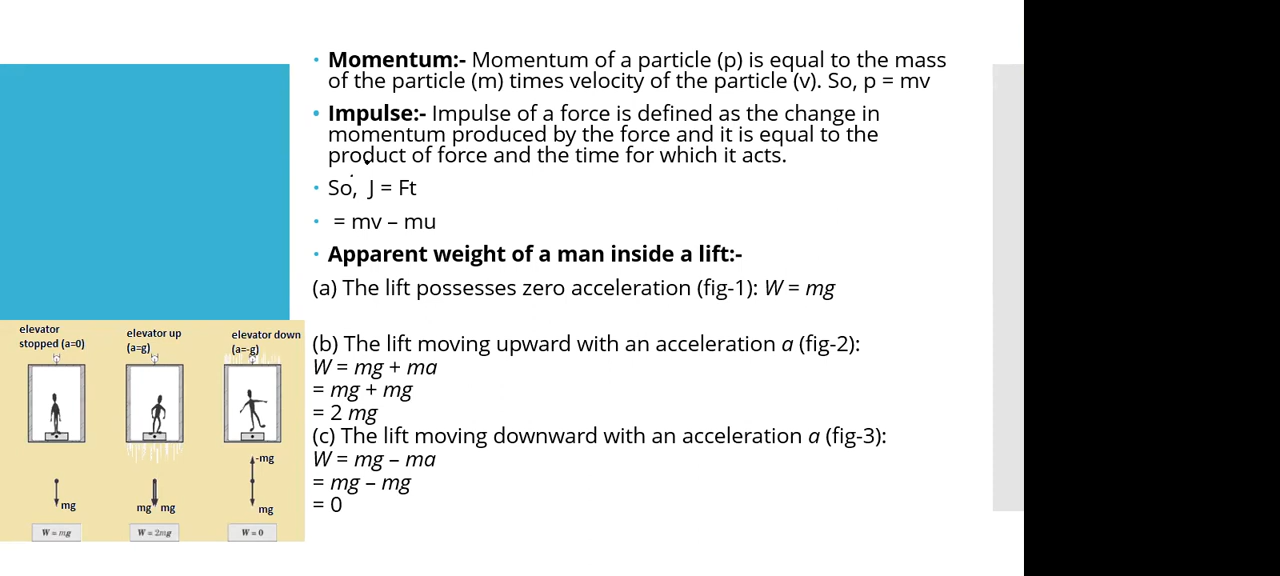 • Momentum:- Momentum of a particle (p) is equal to the mass
of the particle (m) times velocity of the particle (v). So, p = mv
• Impulse:- Impulse of a force is defined as the change in
momentum produced by the force and it is equal to the
product of force and the time for which it acts.
• So, J = Ft
• = mv – mu
• Apparent weight of a man inside a lift:-
(a) The lift possesses zero acceleration (fig-1): W = mg
(b) The lift moving upward with an acceleration a (fig-2):
W = mg + ma
= mg + mg
= 2 mg
(c) The lift moving downward with an acceleration a (fig-3):
W = mg – ma
= mg – mg
= 0
elevator
stopped (a=0)
elevator up
(a=g)
elevator down
(a=-g)
mg
mg mg
-mg
mg
W = mg
W = 2mg
W = 0